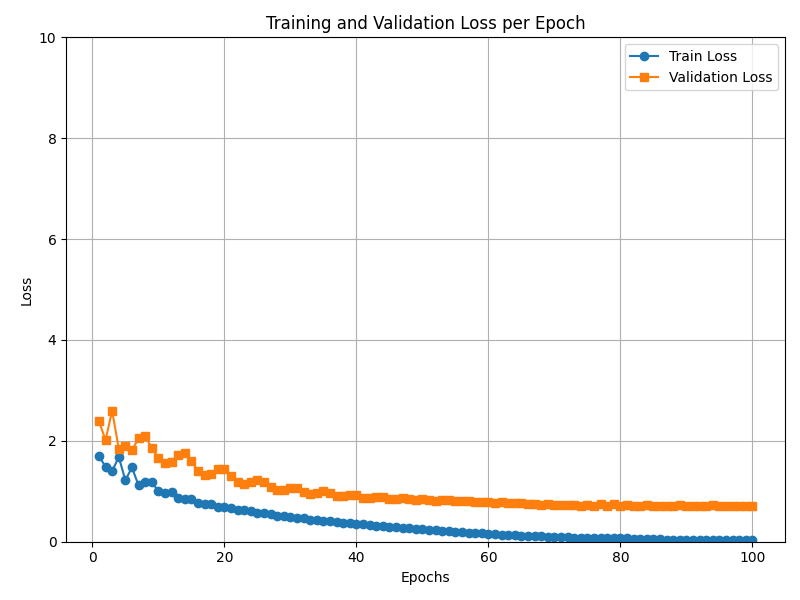 Training and Validation Loss per Epoch
10
8
6
4
2
0
Loss
Train Loss
Validation Loss
0 20 40 60 80 100
Epochs